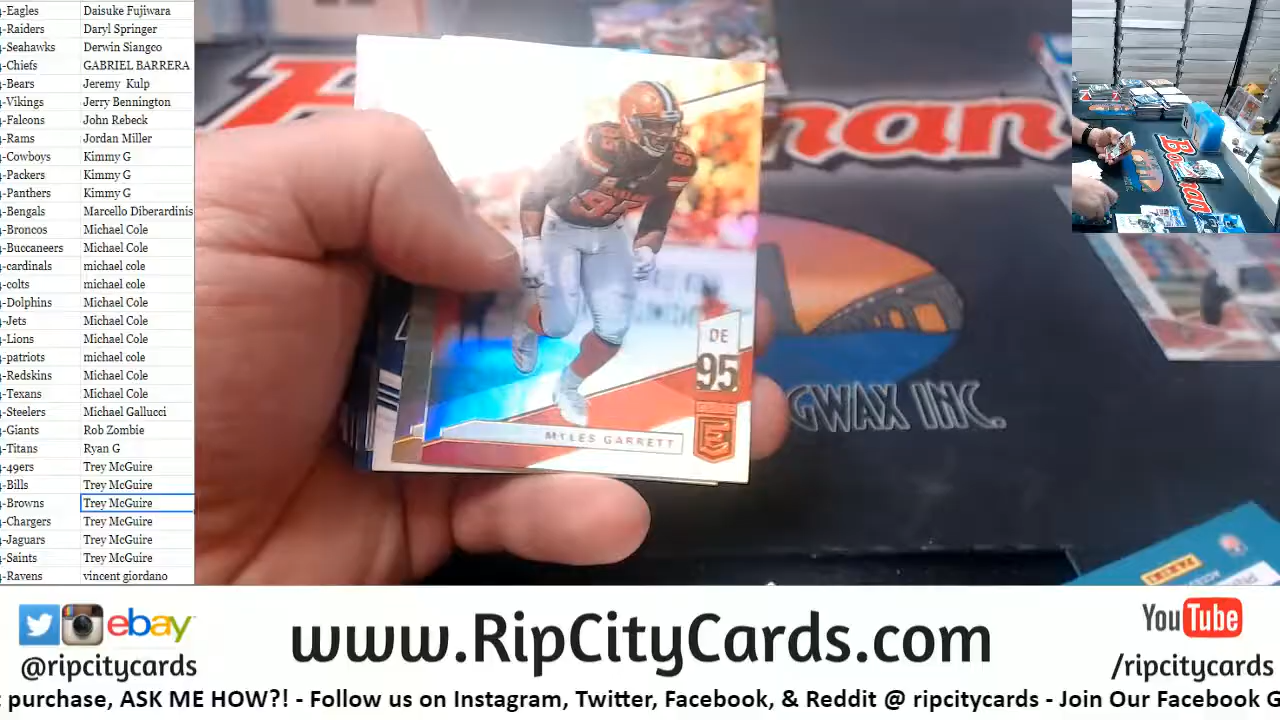 -Eagles Daisuke Fujiwara
-Raiders Daryl Springer
-Seahawks Derwin Siangco
-Chiefs GABRIEL BARRERA
-Bears Jeremy Kulp
-Vikings Jerry Bennington
-Falcons John Rebeck
-Rams Jordan Miller
-Cowboys Kimmy G
-Packers Kimmy G
-Panthers Kimmy G
-Bengals Marcello Diberardinis
-Broncos Michael Cole
-Buccaneers Michael Cole
-cardinals michael cole
-colts michael cole
-Dolphins Michael Cole
-Jets Michael Cole
-Lions Michael Cole
-patriots michael cole
-Redskins Michael Cole
-Texans Michael Cole
-Steelers Michael Gallucci
-Giants Rob Zombie
-Titans Ryan G
-49ers Trey McGuire
-Bills Trey McGuire
-Browns Trey McGuire
-Chargers Trey McGuire
-Jaguars Trey McGuire
-Saints Trey McGuire
-Ravens vincent giordano
Bowman
95
DE
95
E
MYLES GARRETT
GWAX INC.
PANINI
ebay
@ripcitycards
www.RipCityCards.com
YouTube
/ripcitycards
purchase, ASK ME HOW?! - Follow us on Instagram, Twitter, Facebook, & Reddit @ ripcitycards - Join Our Facebook G